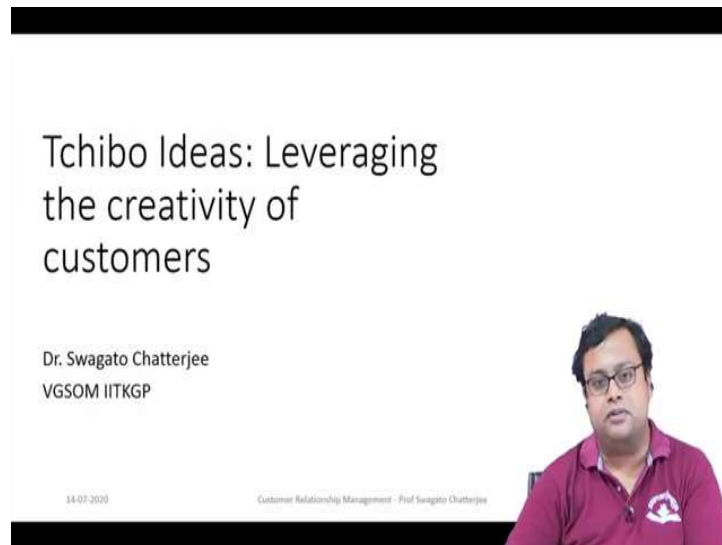 Tchibo Ideas: Leveraging
the creativity of
customers
Dr. Swagato Chatterjee
VGSOM IITKGP
14-07-2020
Customer Relationship Management - Prof Swagato Chatterjee